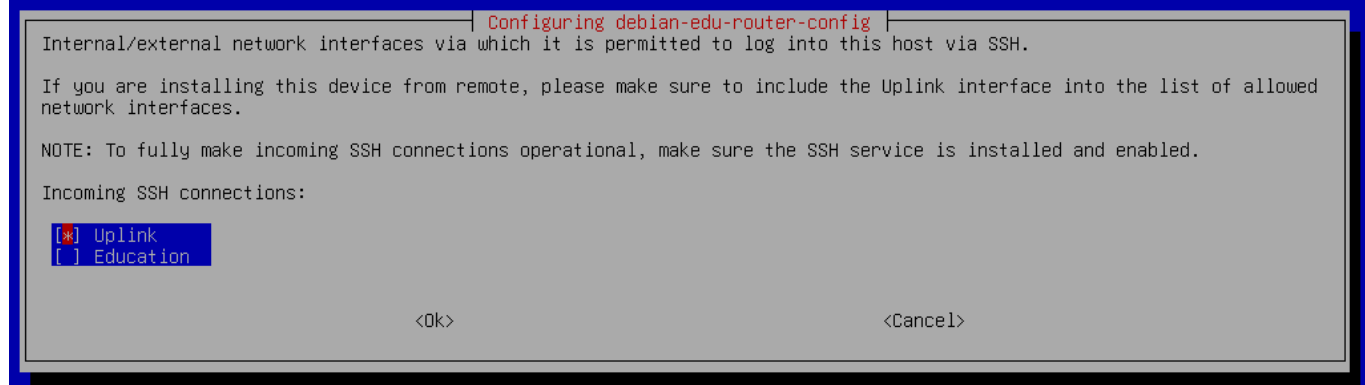 Configuring debian-edu-router-config
Internal/external network interfaces via which it is permitted to log into this host via SSH.
If you are installing this device from remote, please make sure to include the Uplink interface into the list of allowed
network interfaces.
NOTE: To fully make incoming SSH connections operational, make sure the SSH service is installed and enabled.
Incoming SSH connections:
[*] Uplink
[ ] Education
<Ok> <Cancel>